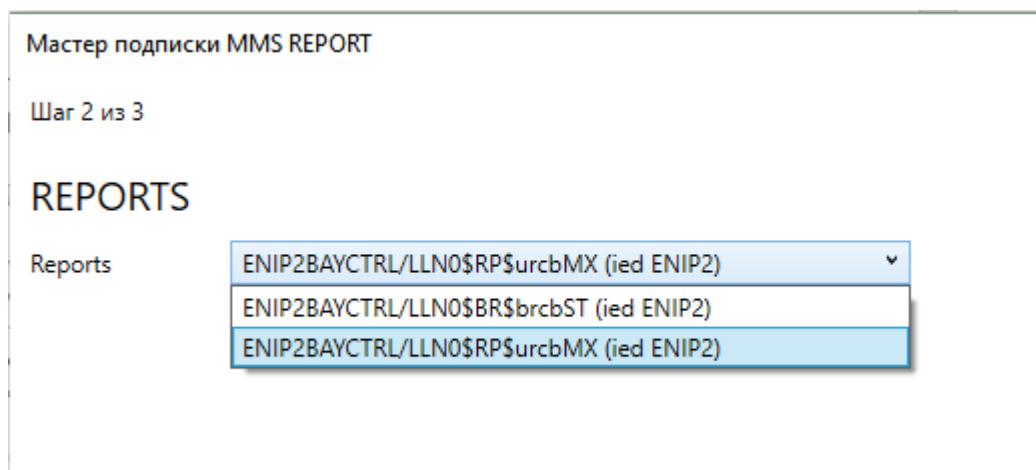 Мастер подписки MMS REPORT
Шаг 2 из 3
REPORTS
Reports ENIP2BAYCTRL/LLN0$RP$urcbMX (ied ENIP2)
ENIP2BAYCTRL/LLN0$BR$brcbST (ied ENIP2)
ENIP2BAYCTRL/LLN0$RP$urcbMX (ied ENIP2)